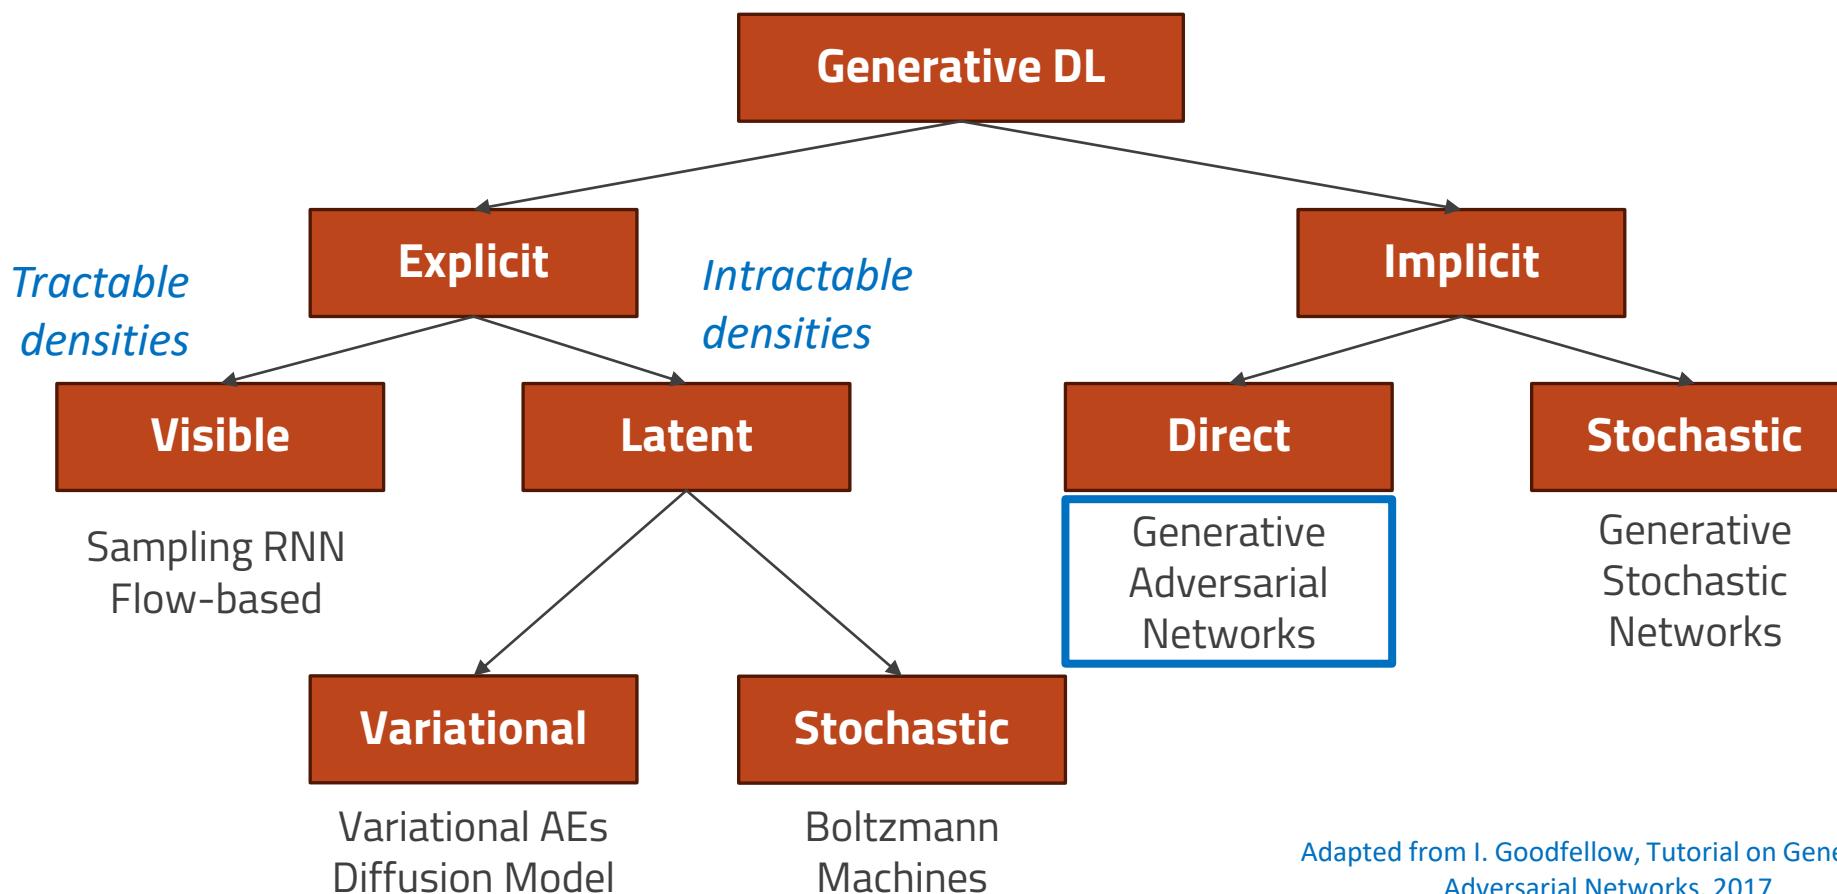 Generative DL
Explicit
Implicit
Tractable
densities
Intractable
densities
Visible
Latent
Direct
Stochastic
Sampling RNN
Flow-based
Generative
Adversarial
Networks
Generative
Stochastic
Networks
Variational
Stochastic
Variational AEs
Diffusion Model
Boltzmann
Machines
Adapted from I. Goodfellow, Tutorial on Gene
Adversarial Networks, 2017